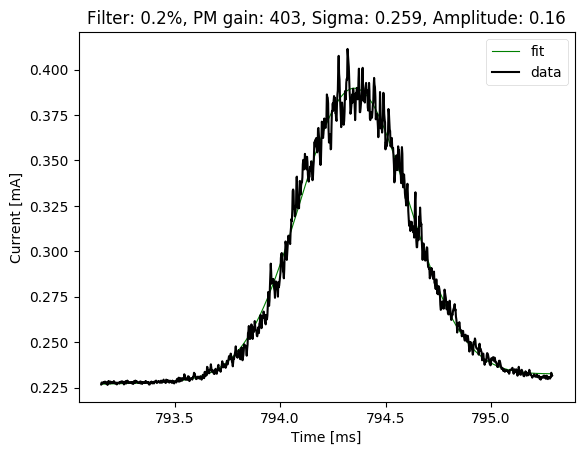 Filter: 0.2%, PM gain: 403, Sigma: 0.259, Amplitude: 0.16
fit
data
0.400
0.375
0.350
0.325
0.300
0.275
0.250
0.225
Current [mA]
793.5
794.0
794.5
795.0
Time [ms]